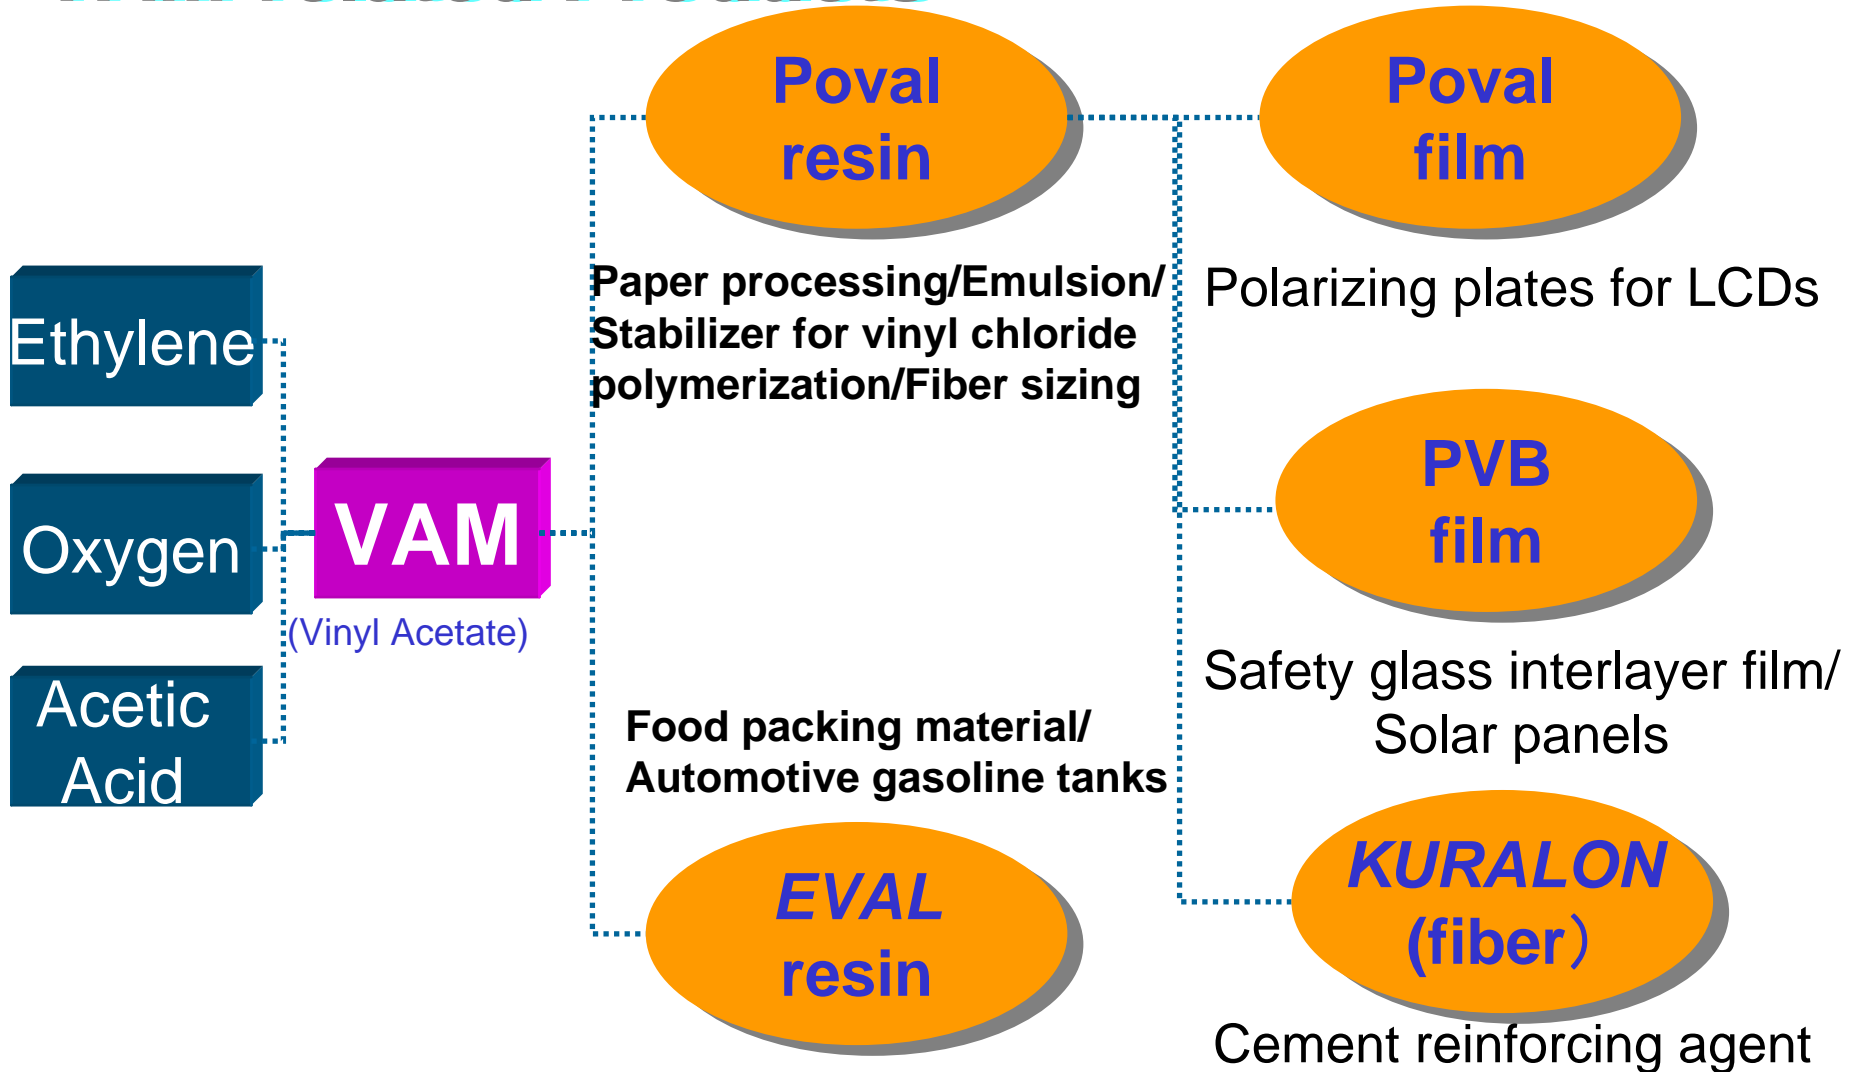 Poval
resin
Poval
film
Paper processing/Emulsion/
Stabilizer for vinyl chloride
polymerization/Fiber sizing
Polarizing plates for LCDs
Ethylene
Oxygen
Acetic
Acid
VAM
(Vinyl Acetate)
PVB
film
Safety glass interlayer film/
Solar panels
Food packing material/
Automotive gasoline tanks
EVAL
resin
KURALON
(fiber）
Cement reinforcing agent